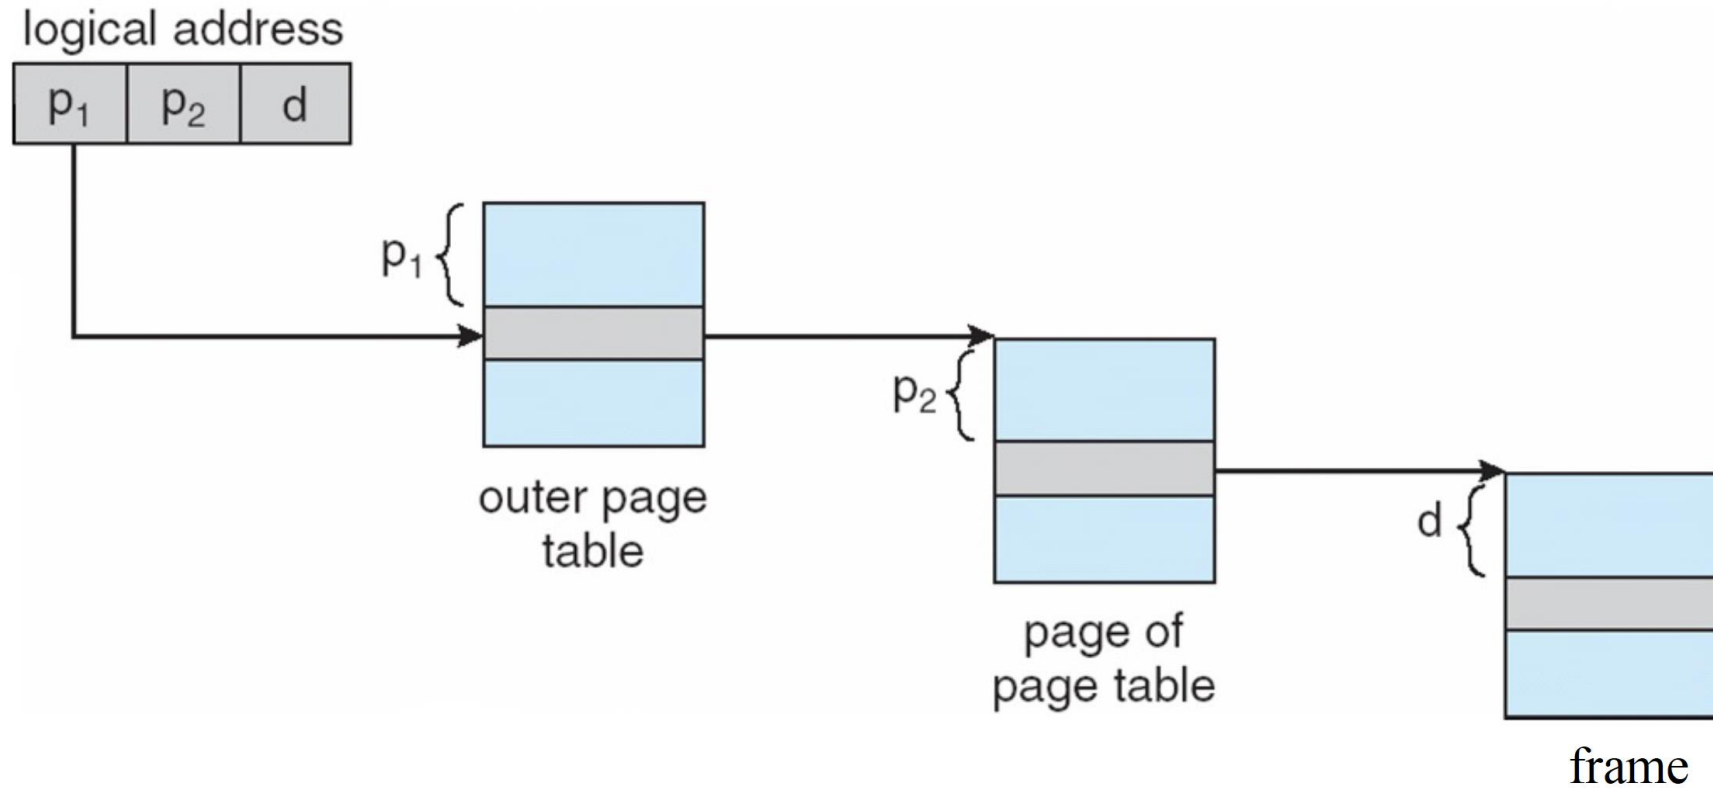 logical address
p₁ p₂ d
p₁
outer page
table
p₂
page of
page table
d
frame